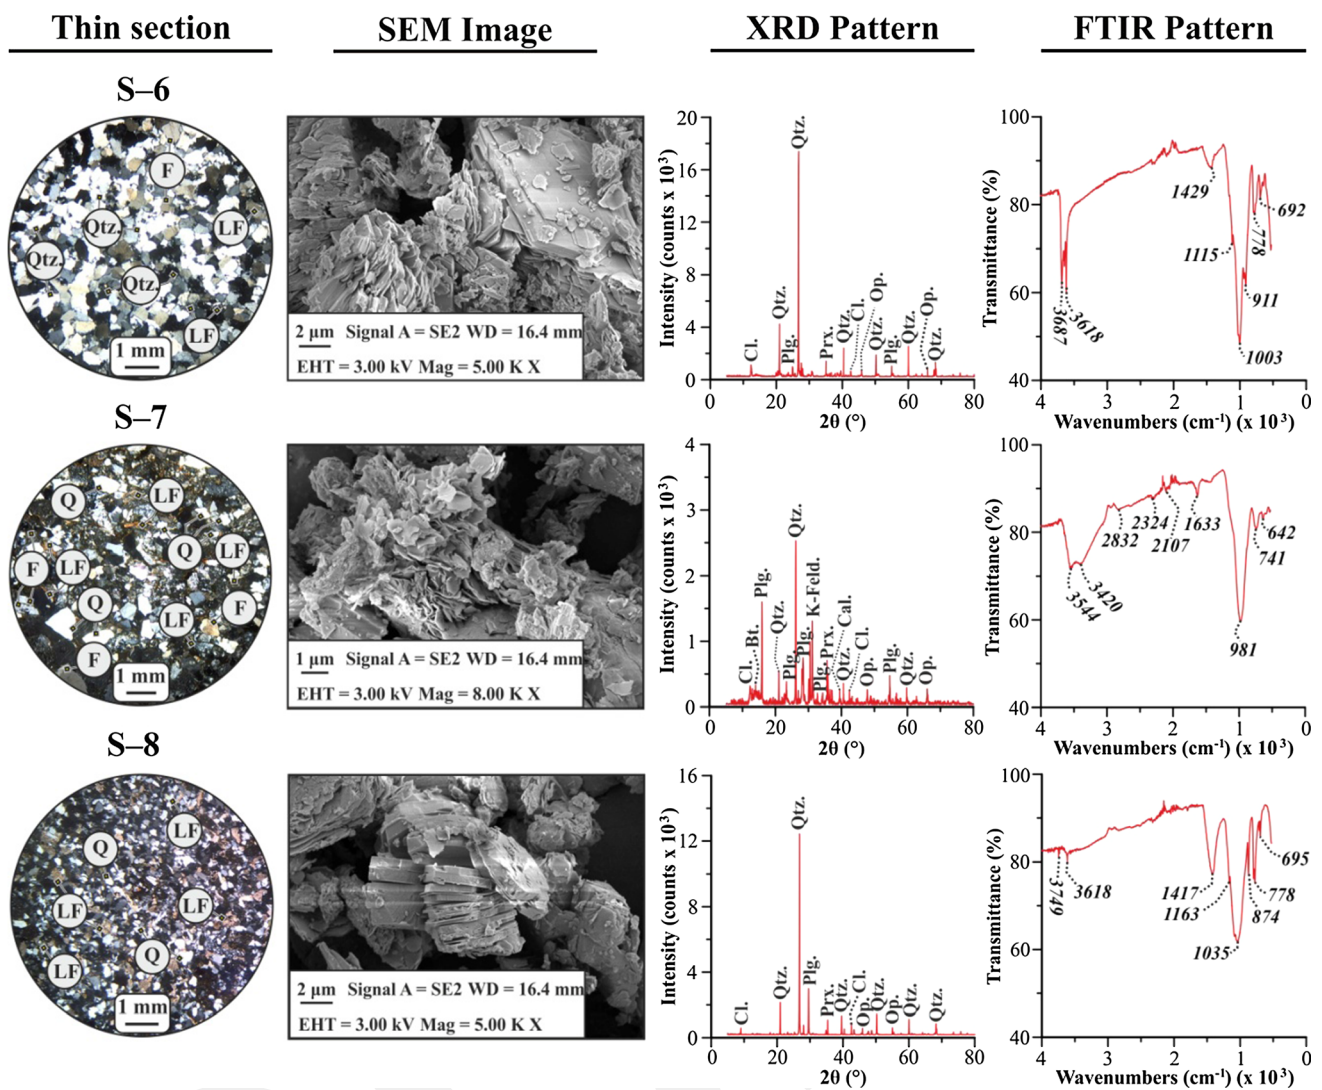 Thin section SEM Image XRD Pattern FTIR Pattern
S–6
F
Qtz.
LF
Qtz.
Qtz.
LF
1 mm
2 µm Signal A = SE2 WD = 16.4 mm
EHT = 3.00 kV Mag = 5.00 K X
Intensity (counts x 10³)
20
16
12
8
4
0
Cl.
Qtz.
Plg.
Qtz.
Prx.
Qtz.
Cl.
Qtz.
Op.
Plg.
Qtz.
Op.
Qtz.
0 20 40 60 80
2θ (°)
Transmittance (%)
100
80
60
40
3687
3618
1429
1115
1003
911
778
692
4 3 2 1 0
Wavenumbers (cm⁻¹) (x 10³)
S–7
Q
LF
Q
LF
F
LF
Q
LF
F
F
1 mm
1 µm Signal A = SE2 WD = 16.4 mm
EHT = 3.00 kV Mag = 8.00 K X
Intensity (counts x 10³)
4
3
2
1
0
Cl.
Bt.
Plg.
Qtz.
Plg.
Qtz.
Plg.
K-Feld.
Plg.
Prx.
Cal.
Qtz.
Cl.
Op.
Plg.
Qtz.
Op.
0 20 40 60 80
2θ (°)
Transmittance (%)
100
80
60
40
3544
3420
2832
2324
2107
1633
981
741
642
4 3 2 1 0
Wavenumbers (cm⁻¹) (x 10³)
S–8
Q
LF
LF
LF
Q
LF
1 mm
2 µm Signal A = SE2 WD = 16.4 mm
EHT = 3.00 kV Mag = 5.00 K X
Intensity (counts x 10³)
16
12
8
4
0
Cl.
Qtz.
Qtz.
Plg.
Prx.
Qtz.
Cl.
Op.
Qtz.
Op.
Qtz.
Qtz.
0 20 40 60 80
2θ (°)
Transmittance (%)
100
80
60
40
3749
3618
1417
1163
1035
874
778
695
4 3 2 1 0
Wavenumbers (cm⁻¹) (x 10³)